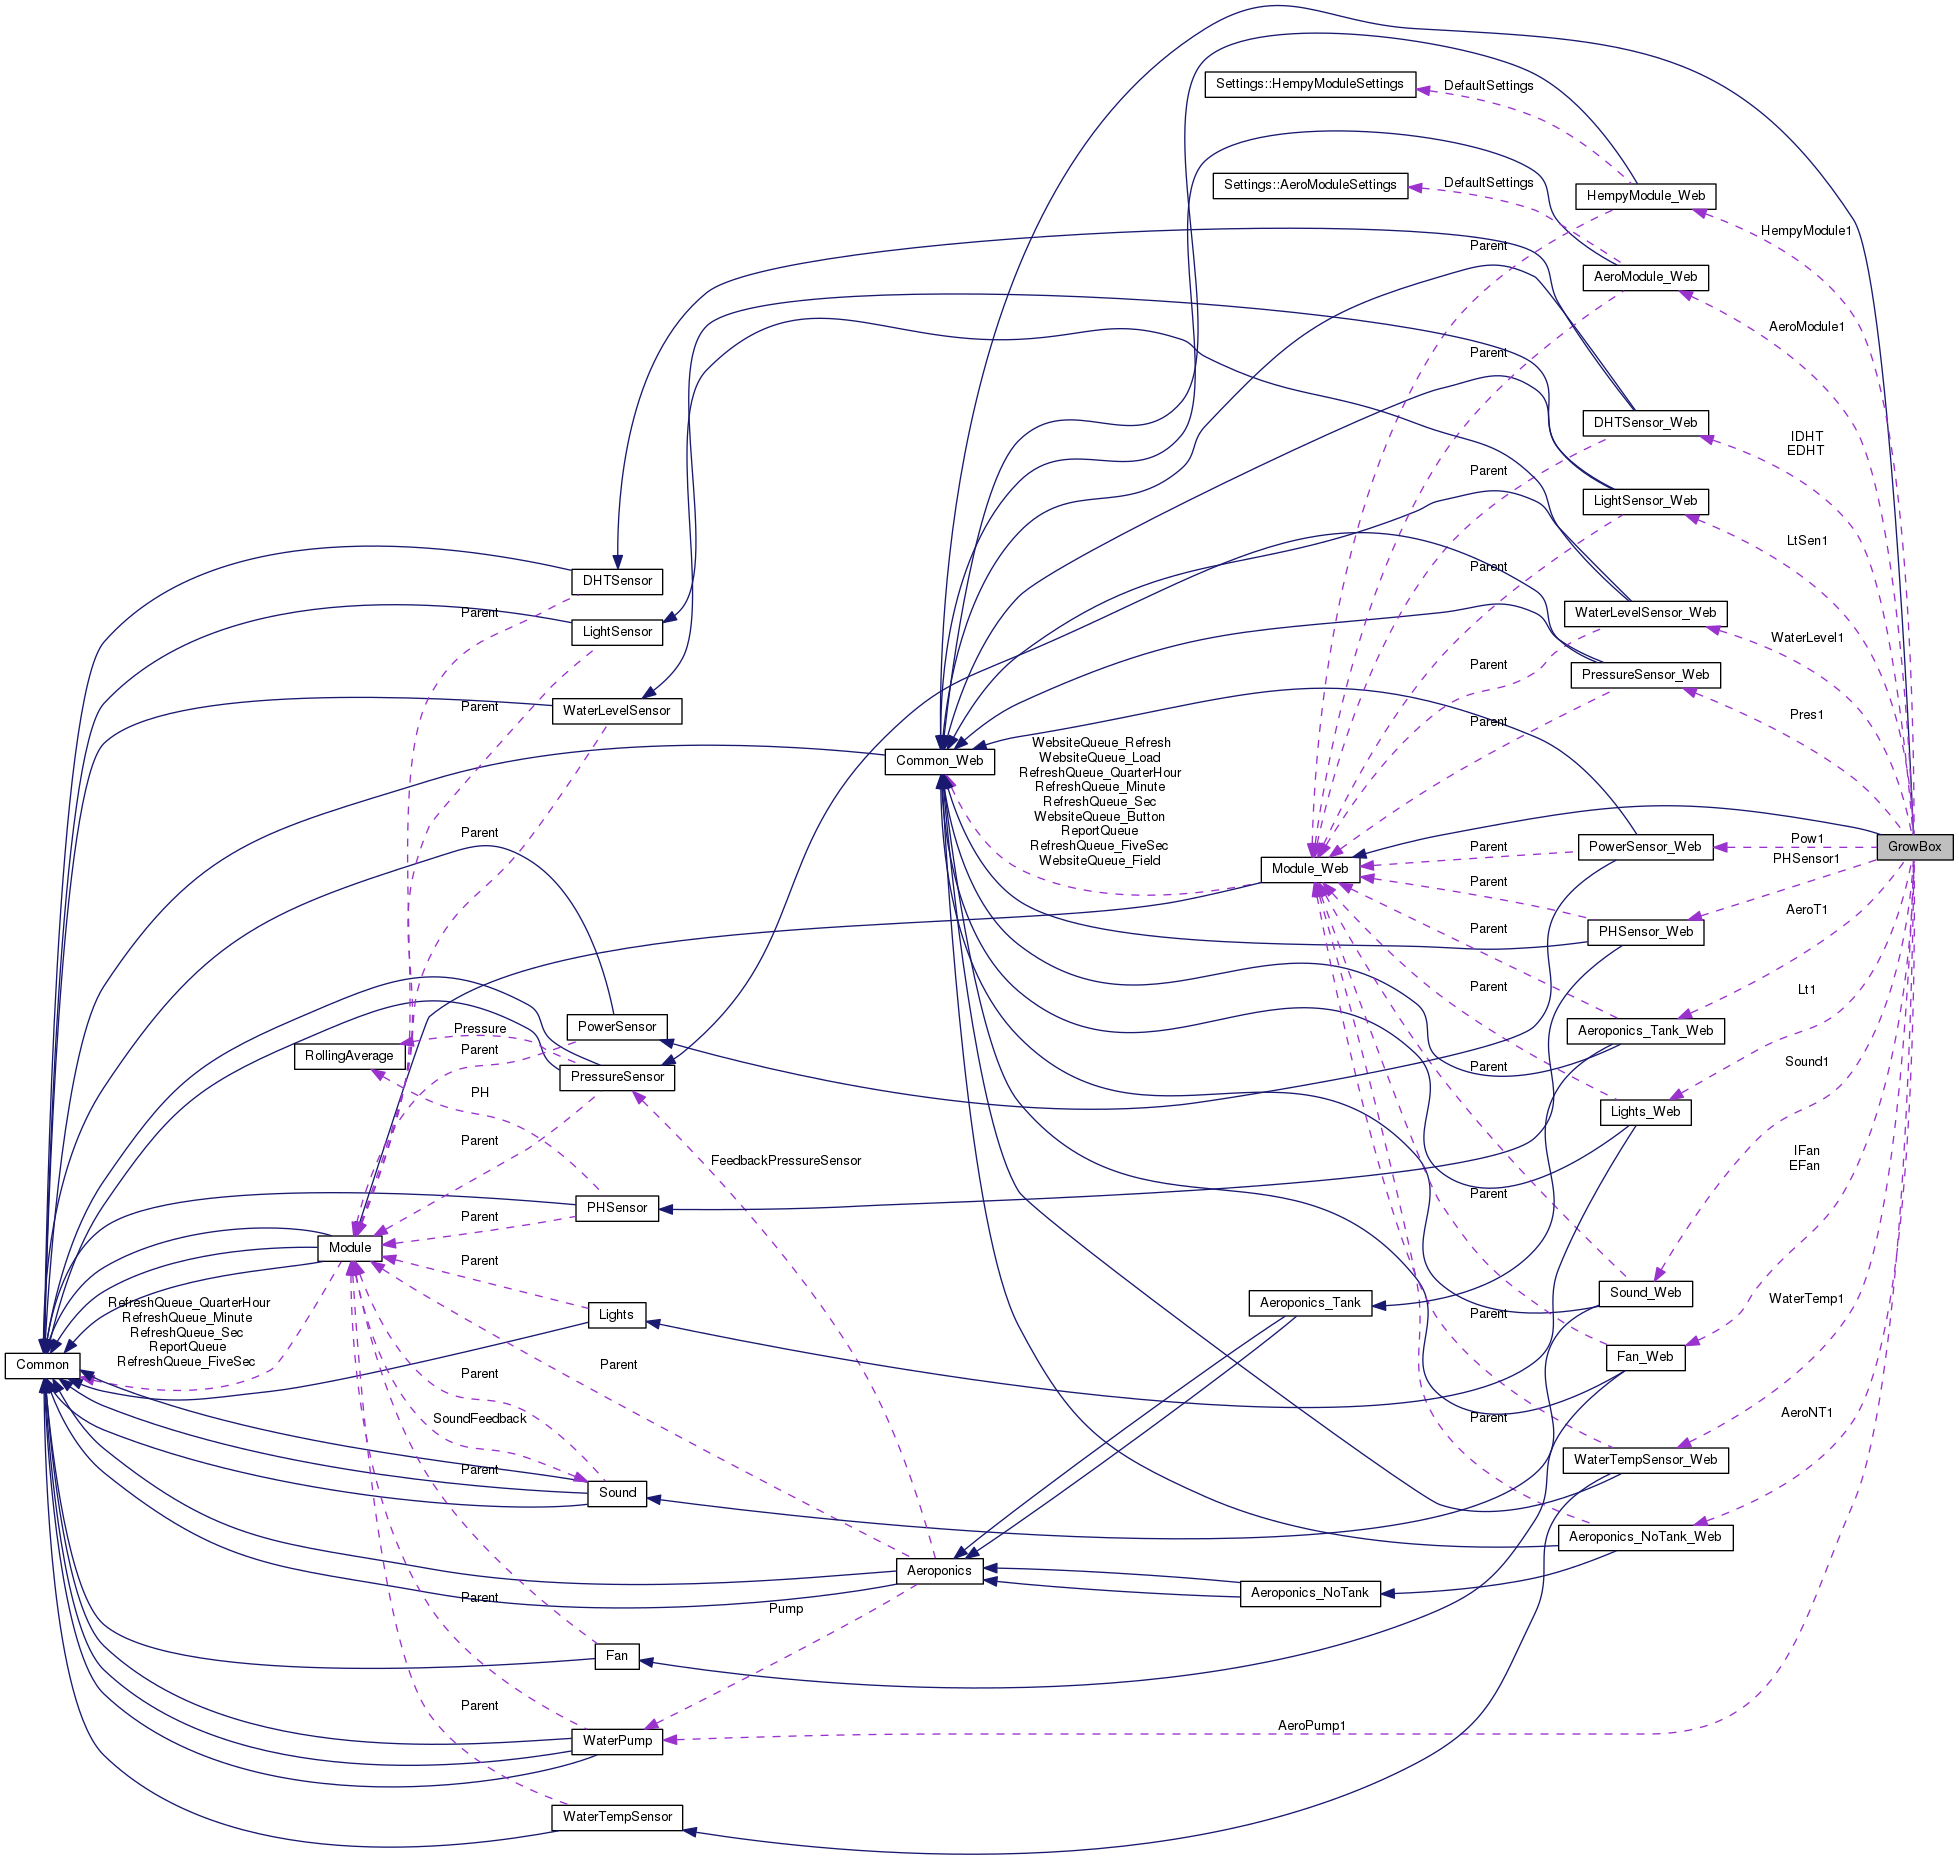 Settings::HempyModuleSettings
DefaultSettings
Settings::AeroModuleSettings
DefaultSettings
HempyModule_Web
HempyModule1
Parent
AeroModule_Web
AeroModule1
Parent
DHTSensor_Web
IDHT
EDHT
Parent
LightSensor_Web
LtSen1
Parent
DHTSensor
Parent
LightSensor
WaterLevelSensor_Web
WaterLevel1
Parent
PressureSensor_Web
Pres1
Parent
WaterLevelSensor
Parent
Common_Web
WebsiteQueue_Refresh
WebsiteQueue_Load
RefreshQueue_QuarterHour
RefreshQueue_Minute
RefreshQueue_Sec
WebsiteQueue_Button
ReportQueue
RefreshQueue_FiveSec
WebsiteQueue_Field
Parent
PowerSensor_Web
Pow1
PHSensor1
GrowBox
Parent
Module_Web
Parent
PHSensor_Web
AeroT1
Parent
Lt1
Parent
PowerSensor
Aeroponics_Tank_Web
Pressure
Parent
RollingAverage
PressureSensor
PH
Sound1
Parent
Lights_Web
Parent
FeedbackPressureSensor
IFan
EFan
Parent
PHSensor
Parent
Module
Parent
Lights
Aeroponics_Tank
Sound_Web
WaterTemp1
Parent
RefreshQueue_QuarterHour
RefreshQueue_Minute
RefreshQueue_Sec
ReportQueue
RefreshQueue_FiveSec
Common
Fan_Web
Parent
Parent
SoundFeedback
AeroNT1
Parent
Parent
WaterTempSensor_Web
Sound
Aeroponics_NoTank_Web
Aeroponics
Aeroponics_NoTank
Parent
Pump
Fan
Parent
AeroPump1
WaterPump
WaterTempSensor